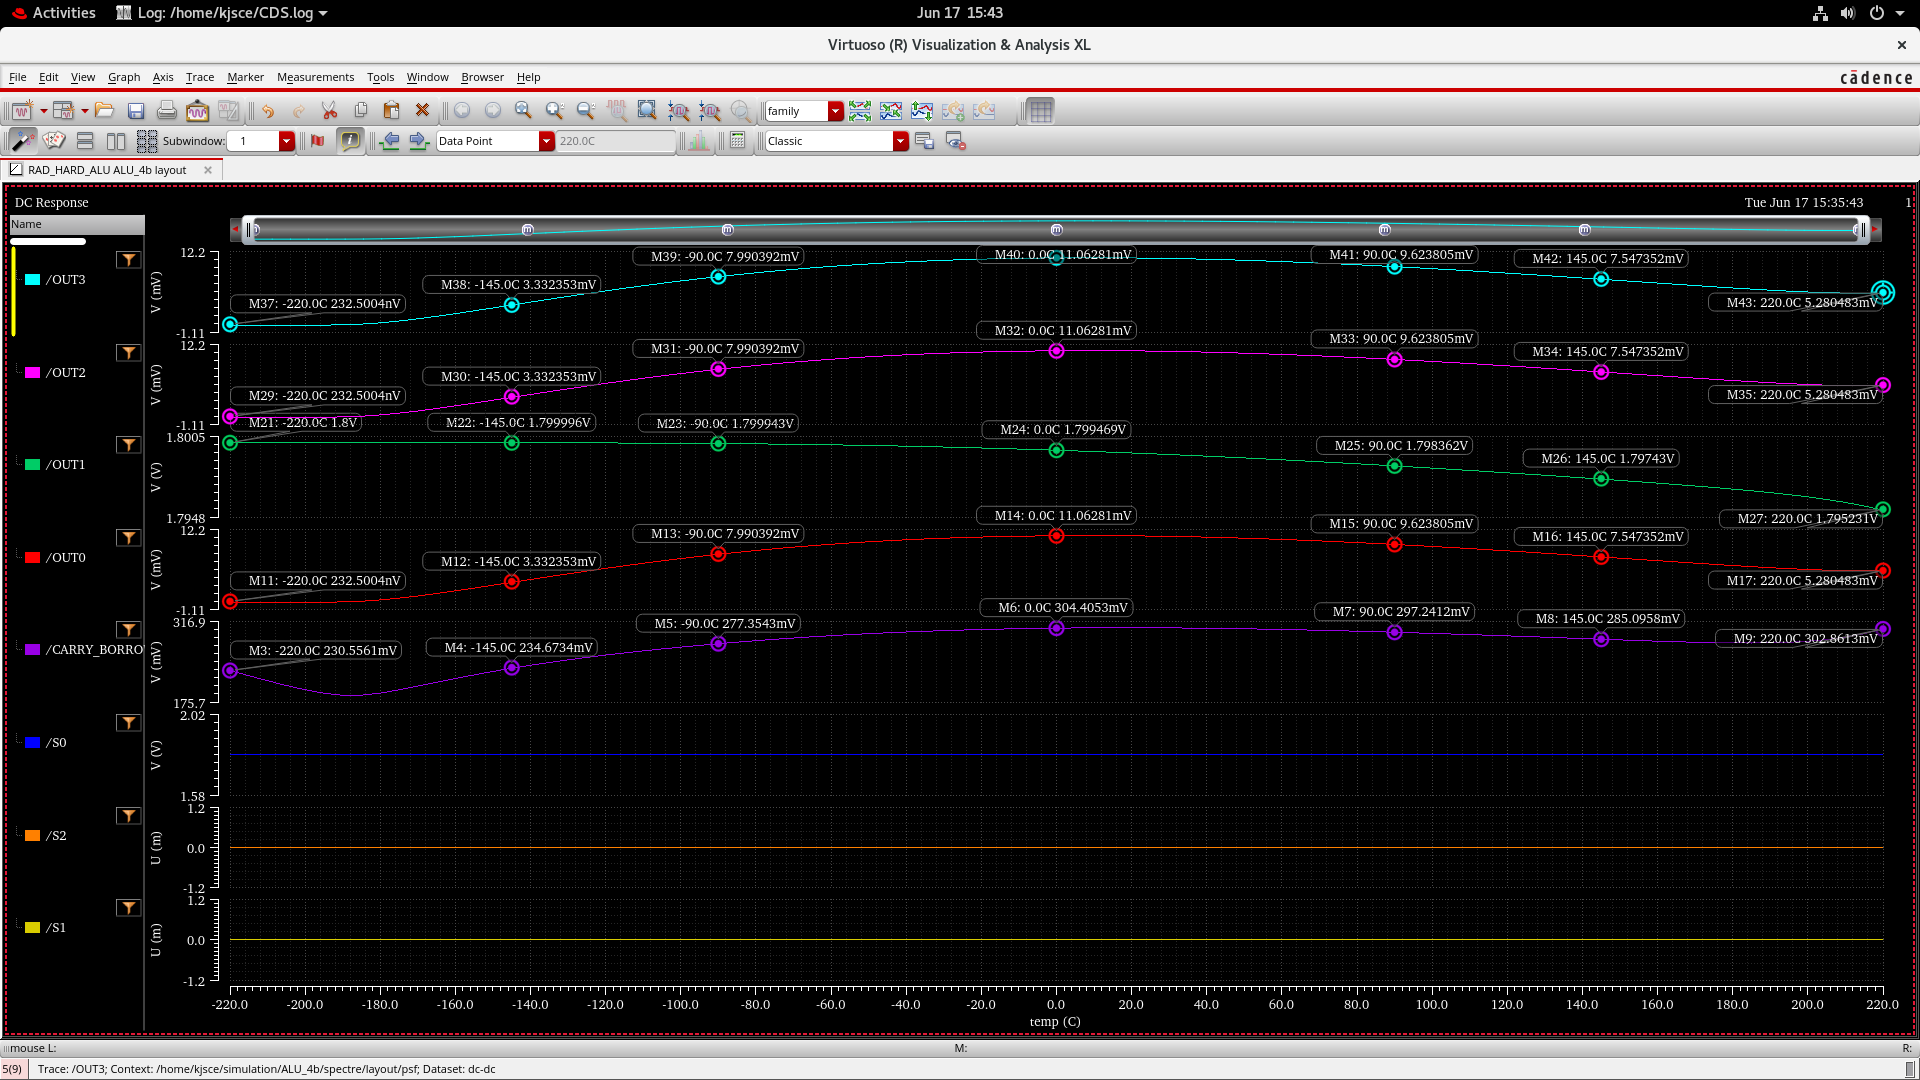 Activities
Log: /home/kjsce/CDS.log
Jun 17 15:43
Virtuoso (R) Visualization & Analysis XL
File Edit View Graph Axis Trace Marker Measurements Tools Window Browser Help
cādence
family
Subwindow: 1
Data Point
220.0C
Classic
RAD_HARD_ALU ALU_4b layout
DC Response
Tue Jun 17 15:35:43 1
Name
/OUT3
V (mV)
12.2
-1.11
M37: -220.0C 232.5004nV
M38: -145.0C 3.332353mV
M39: -90.0C 7.990392mV
M40: 0.0C 11.06281mV
M41: 90.0C 9.623805mV
M42: 145.0C 7.547352mV
M43: 220.0C 5.280483mV
/OUT2
V (mV)
12.2
-1.11
M29: -220.0C 232.5004nV
M30: -145.0C 3.332353mV
M31: -90.0C 7.990392mV
M32: 0.0C 11.06281mV
M33: 90.0C 9.623805mV
M34: 145.0C 7.547352mV
M35: 220.0C 5.280483mV
/OUT1
V (V)
1.8005
1.7948
M21: -220.0C 1.8V
M22: -145.0C 1.799996V
M23: -90.0C 1.799943V
M24: 0.0C 1.799469V
M25: 90.0C 1.798362V
M26: 145.0C 1.79743V
M27: 220.0C 1.795231V
/OUT0
V (mV)
12.2
-1.11
M11: -220.0C 232.5004nV
M12: -145.0C 3.332353mV
M13: -90.0C 7.990392mV
M14: 0.0C 11.06281mV
M15: 90.0C 9.623805mV
M16: 145.0C 7.547352mV
M17: 220.0C 5.280483mV
/CARRY_BORRO
V (mV)
316.9
175.7
M3: -220.0C 230.5561mV
M4: -145.0C 234.6734mV
M5: -90.0C 277.3543mV
M6: 0.0C 304.4053mV
M7: 90.0C 297.2412mV
M8: 145.0C 285.0958mV
M9: 220.0C 302.8613mV
/S0
V (V)
2.02
1.58
/S2
U (m)
1.2
0.0
-1.2
/S1
U (m)
1.2
0.0
-1.2
-220.0 -200.0 -180.0 -160.0 -140.0 -120.0 -100.0 -80.0 -60.0 -40.0 -20.0 0.0 20.0 40.0 60.0 80.0 100.0 120.0 140.0 160.0 180.0 200.0 220.0
temp (C)
mouse L: M: R:
5(9) Trace: /OUT3; Context: /home/kjsce/simulation/ALU_4b/spectre/layout/psf; Dataset: dc-dc